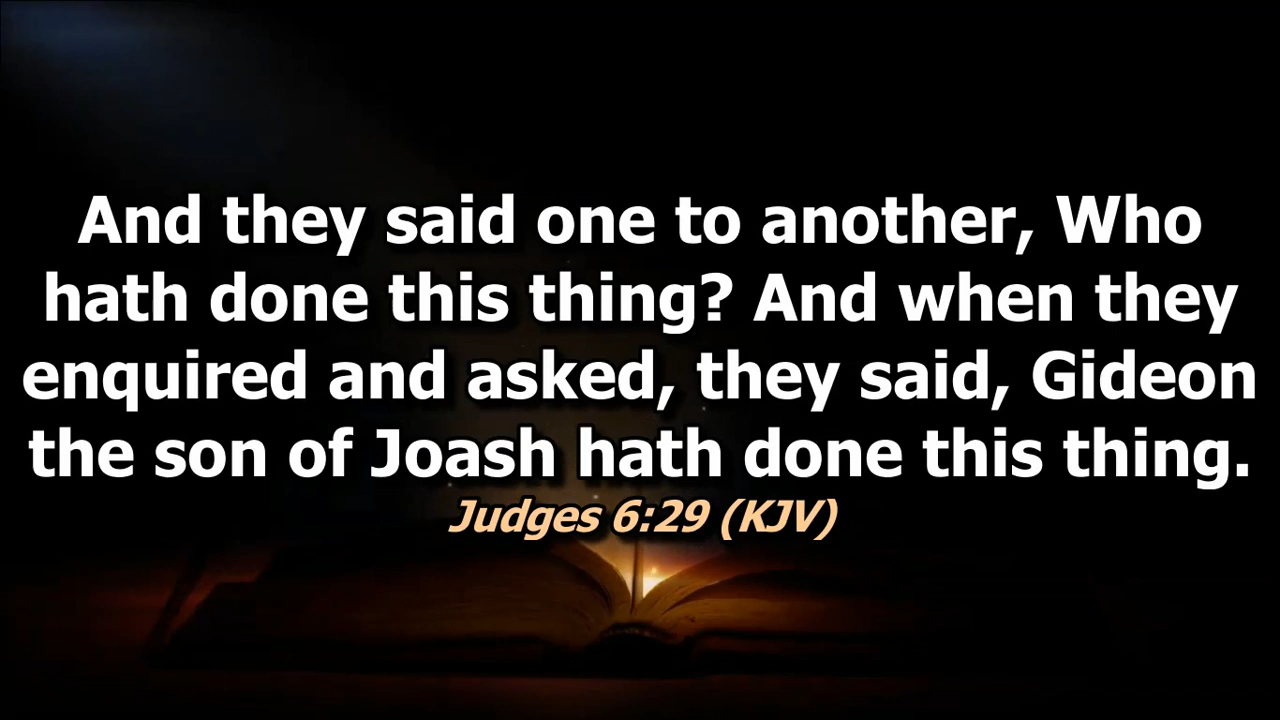 And they said one to another, Who
hath done this thing? And when they
enquired and asked, they said, Gideon
the son of Joash hath done this thing.
Judges 6:29 (KJV)